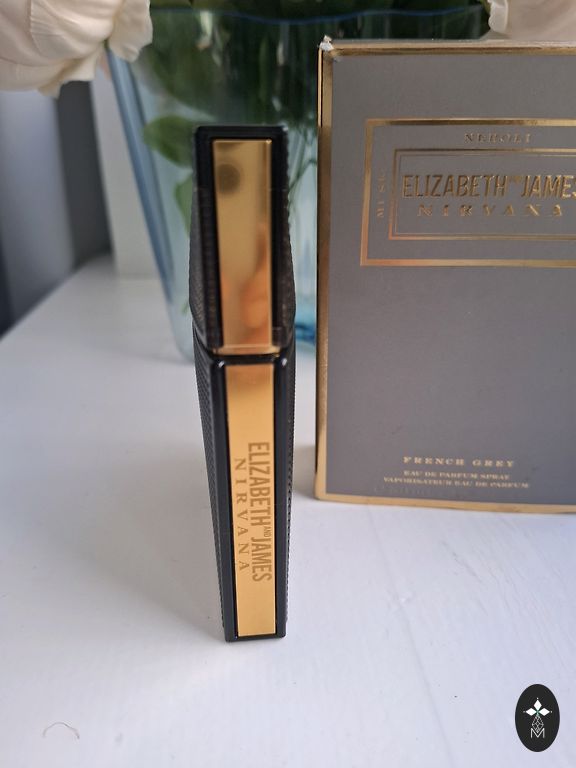 ELIZABETH AND JAMES
NIRVANA
NEROLI
MUSC
ELIZABETH AND JAMES
NIRVANA
FRENCH GREY
EAU DE PARFUM SPRAY
VAPORISATEUR EAU DE PARFUM
M